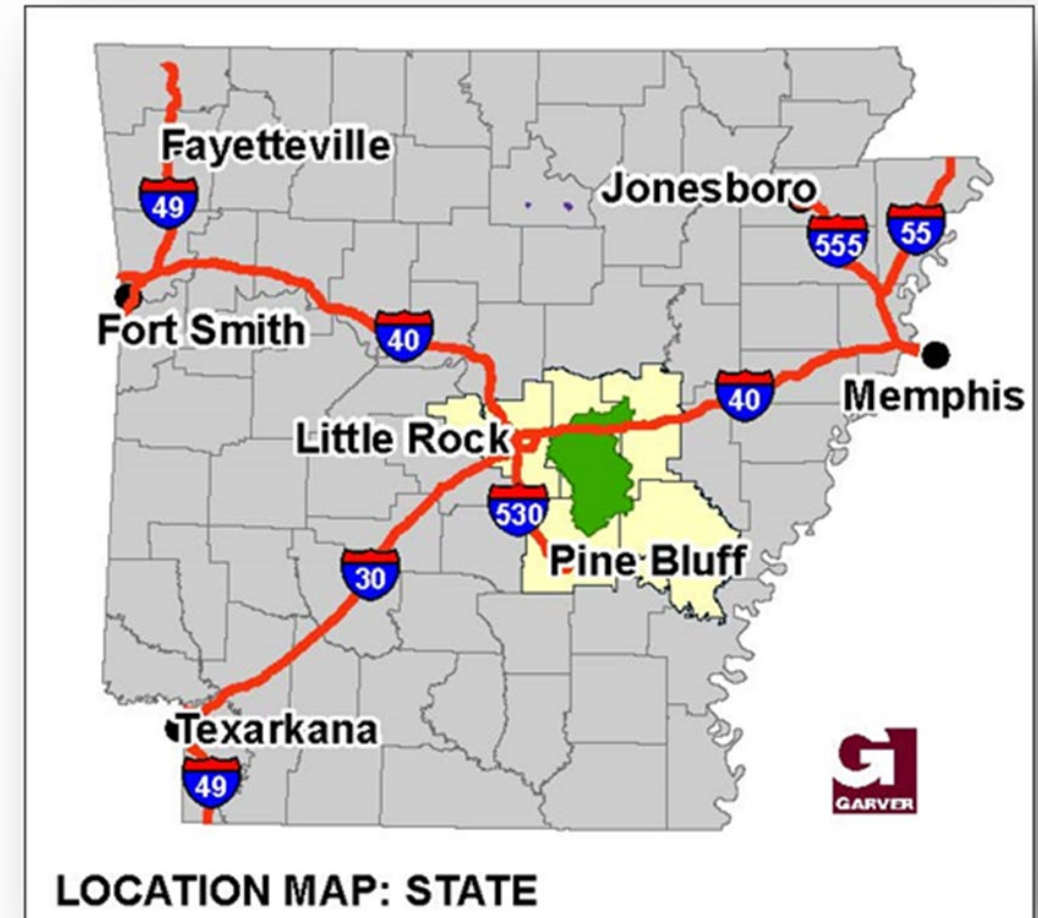 Fayetteville
49
Jonesboro
555
55
Fort Smith
40
40
Memphis
Little Rock
530
Pine Bluff
30
Texarkana
49
G
GARVER
LOCATION MAP: STATE